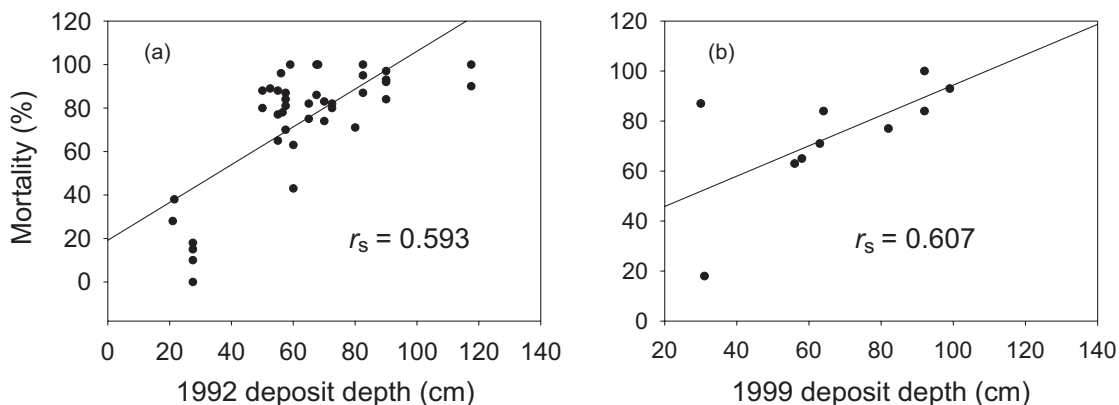 (a)
Mortality (%)
120
100
80
60
40
20
0
r_s = 0.593
0 20 40 60 80 100 120 140
1992 deposit depth (cm)
(b)
120
100
80
60
40
20
0
r_s = 0.607
20 40 60 80 100 120 140
1999 deposit depth (cm)